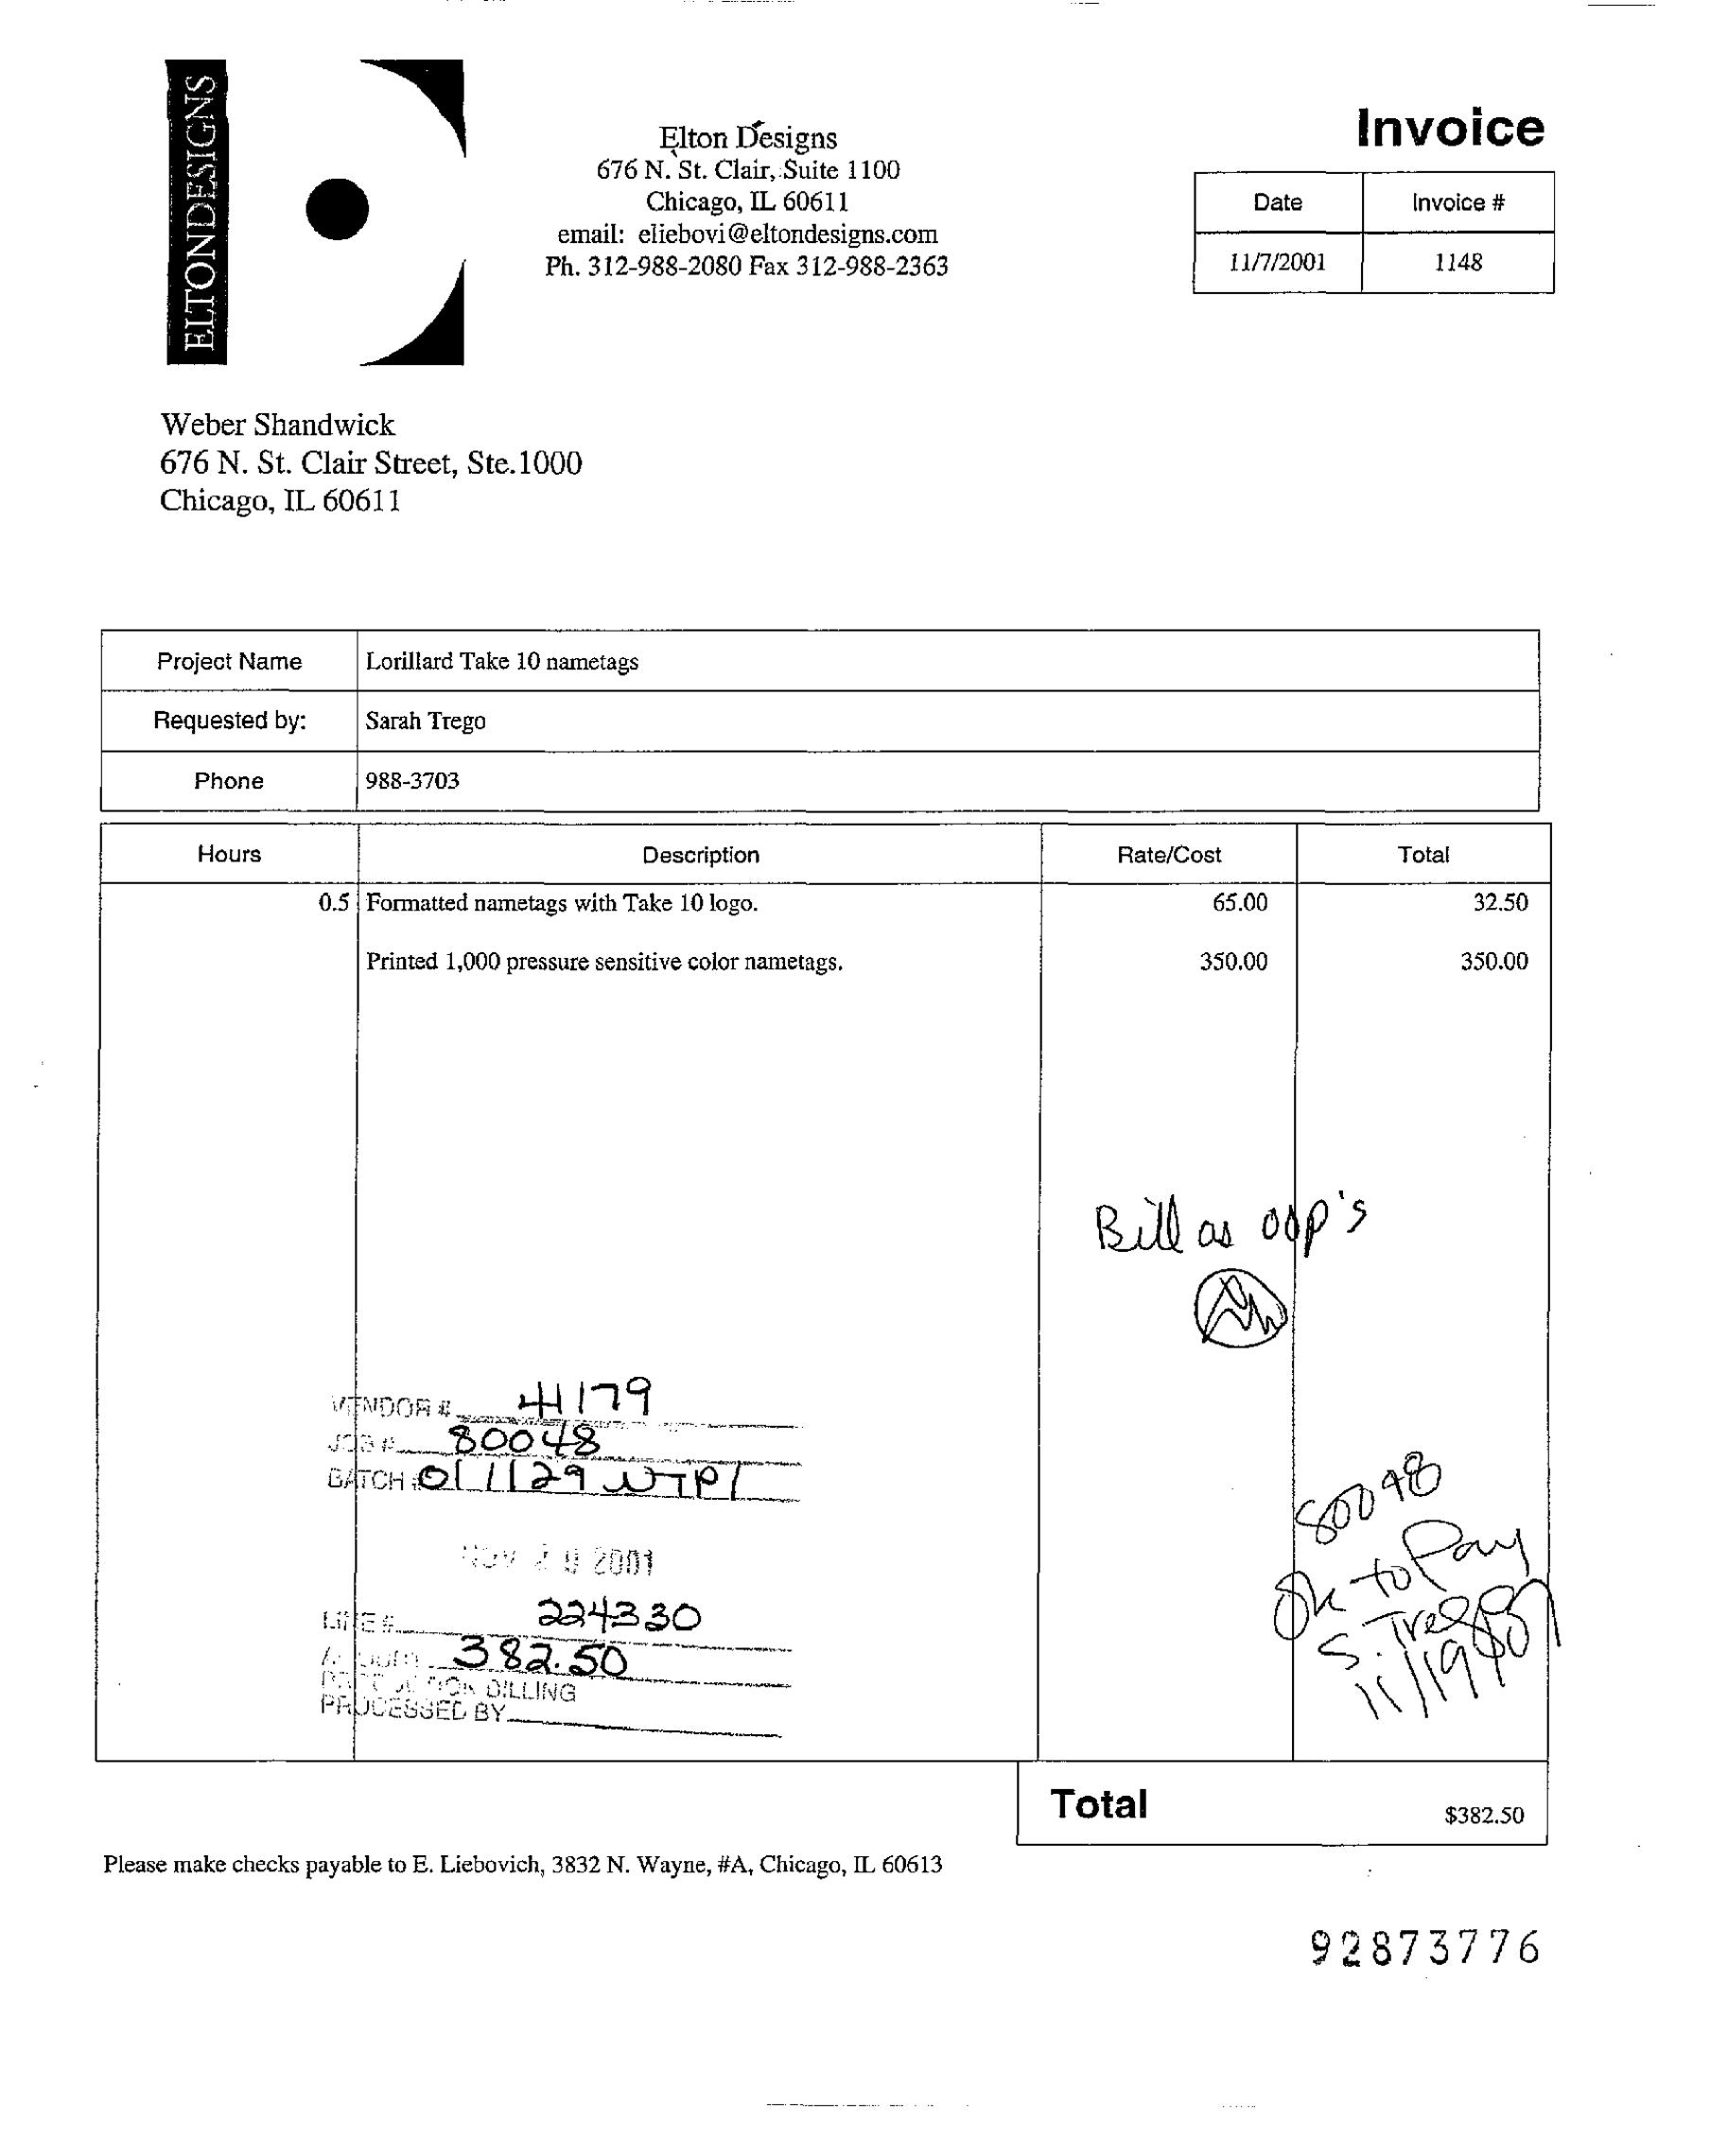 ELTONDESIGNS
Elton Designs
676 N. St. Clair, Suite 1100
Chicago, IL 60611
email: eliebovi@eltondesigns.com
Ph. 312-988-2080 Fax 312-988-2363
Invoice
Date Invoice #
11/7/2001 1148
Weber Shandwick
676 N. St. Clair Street, Ste.1000
Chicago, IL 60611
Project Name Lorillard Take 10 nametags
Requested by: Sarah Trego
Phone 988-3703
Hours Description Rate/Cost Total
0.5 Formatted nametags with Take 10 logo. 65.00 32.50
Printed 1,000 pressure sensitive color nametags. 350.00 350.00
Bill as oop's
VENDOR # 41179
JOB # 80048
BATCH # 011129 WTP1
NOV 2001
LINE # 224330
382.50
PRODUCTION BILLING
PROCESSED BY
80048
Ok to Pay
S. Trego
11/19
Total $382.50
Please make checks payable to E. Liebovich, 3832 N. Wayne, #A, Chicago, IL 60613
92873776